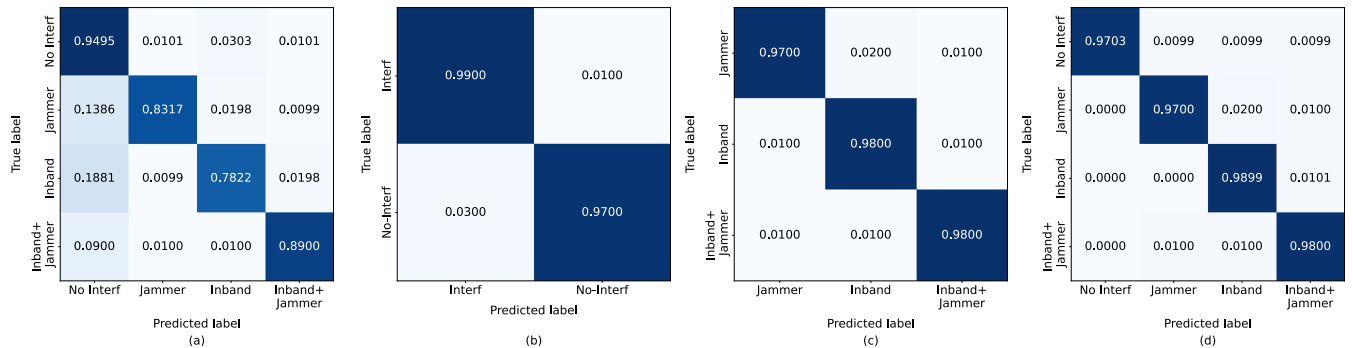 No Interf
Jammer
Inband
Inband+
Jammer
True label
0.9495 0.0101 0.0303 0.0101
0.1386 0.8317 0.0198 0.0099
0.1881 0.0099 0.7822 0.0198
0.0900 0.0100 0.0100 0.8900
No Interf Jammer Inband Inband+
Jammer
Predicted label
(a)
Interf
No-Interf
True label
0.9900 0.0100
0.0300 0.9700
Interf No-Interf
Predicted label
(b)
Jammer
Inband
Inband+
Jammer
True label
0.9700 0.0200 0.0100
0.0100 0.9800 0.0100
0.0100 0.0100 0.9800
Jammer Inband Inband+
Jammer
Predicted label
(c)
No Interf
Jammer
Inband
Inband+
Jammer
True label
0.9703 0.0099 0.0099 0.0099
0.0000 0.9700 0.0200 0.0100
0.0000 0.0000 0.9899 0.0101
0.0000 0.0100 0.0100 0.9800
No Interf Jammer Inband Inband+
Jammer
Predicted label
(d)